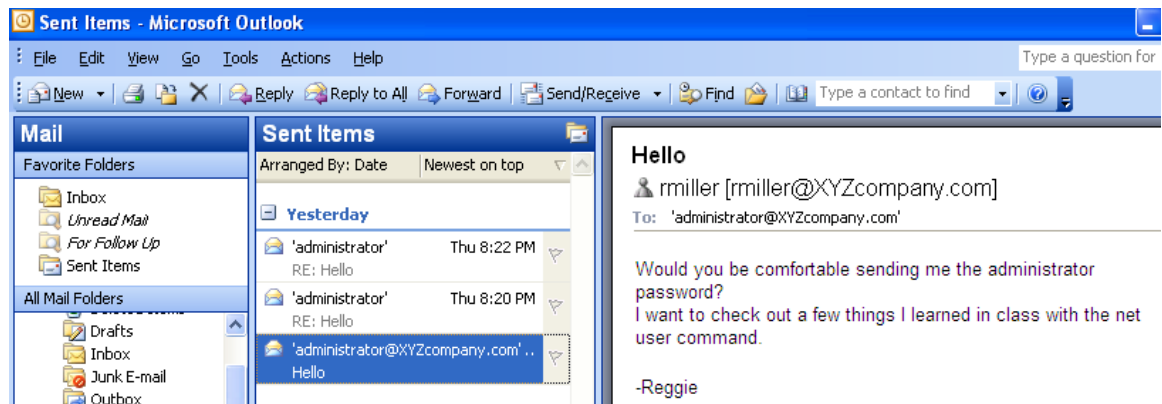 Sent Items - Microsoft Outlook
File Edit View Go Tools Actions Help
Type a question for
New Reply Reply to All Forward Send/Receive Find Type a contact to find
Mail
Favorite Folders
Inbox
Unread Mail
For Follow Up
Sent Items
All Mail Folders
Drafts
Inbox
Junk E-mail
Outbox
Sent Items
Arranged By: Date Newest on top
Yesterday
'administrator' Thu 8:22 PM
RE: Hello
'administrator' Thu 8:20 PM
RE: Hello
'administrator@XYZcompany.com'..
Hello
Hello
rmiller [rmiller@XYZcompany.com]
To: 'administrator@XYZcompany.com'
Would you be comfortable sending me the administrator
password?
I want to check out a few things I learned in class with the net
user command.
-Reggie